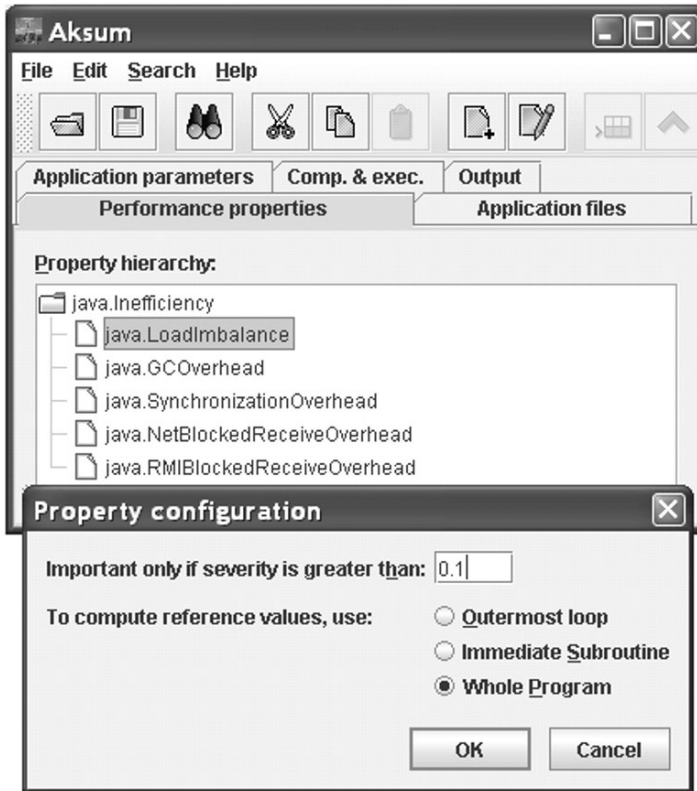 Aksum
File Edit Search Help
Application parameters Comp. & exec. Output
Performance properties Application files
Property hierarchy:
java.Inefficiency
java.LoadImbalance
java.GCOverhead
java.SynchronizationOverhead
java.NetBlockedReceiveOverhead
java.RMIBlockedReceiveOverhead
Property configuration
Important only if severity is greater than: 0.1
To compute reference values, use: Outermost loop
Immediate Subroutine
Whole Program
OK Cancel